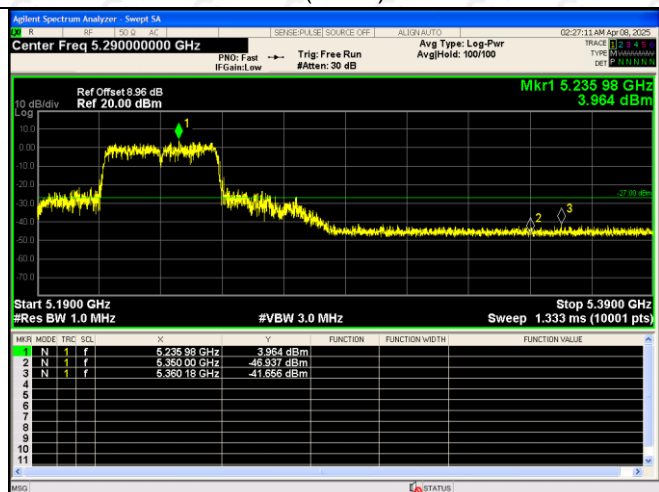 Agilent Spectrum Analyzer - Swept SA
R RF 50 Ω AC SENSE:PULSE SOURCE OFF ALIGN AUTO 02:27:11 AM Apr 08, 2025
Center Freq 5.290000000 GHz Avg Type: Log-Pwr TRACE 1 2 3 4 5 6
PNO: Fast Trig: Free Run Avg|Hold: 100/100 TYPE
IFGain:Low #Atten: 30 dB DET P N N N N N
Mkr1 5.235 98 GHz
3.964 dBm
Ref Offset 8.96 dB
10 dB/div Ref 20.00 dBm
Log
10.0
0.00
-10.0
-20.0
-30.0
-40.0
-50.0
-60.0
-70.0
1
-27.00 dBm
2
3
Start 5.1900 GHz Stop 5.3900 GHz
#Res BW 1.0 MHz #VBW 3.0 MHz Sweep 1.333 ms (10001 pts)
MKR MODE TRC SCL X Y FUNCTION FUNCTION WIDTH FUNCTION VALUE
1 N 1 f 5.235 98 GHz 3.964 dBm
2 N 1 f 5.350 00 GHz -46.937 dBm
3 N 1 f 5.360 18 GHz -41.656 dBm
4
5
6
7
8
9
10
11
MSG STATUS